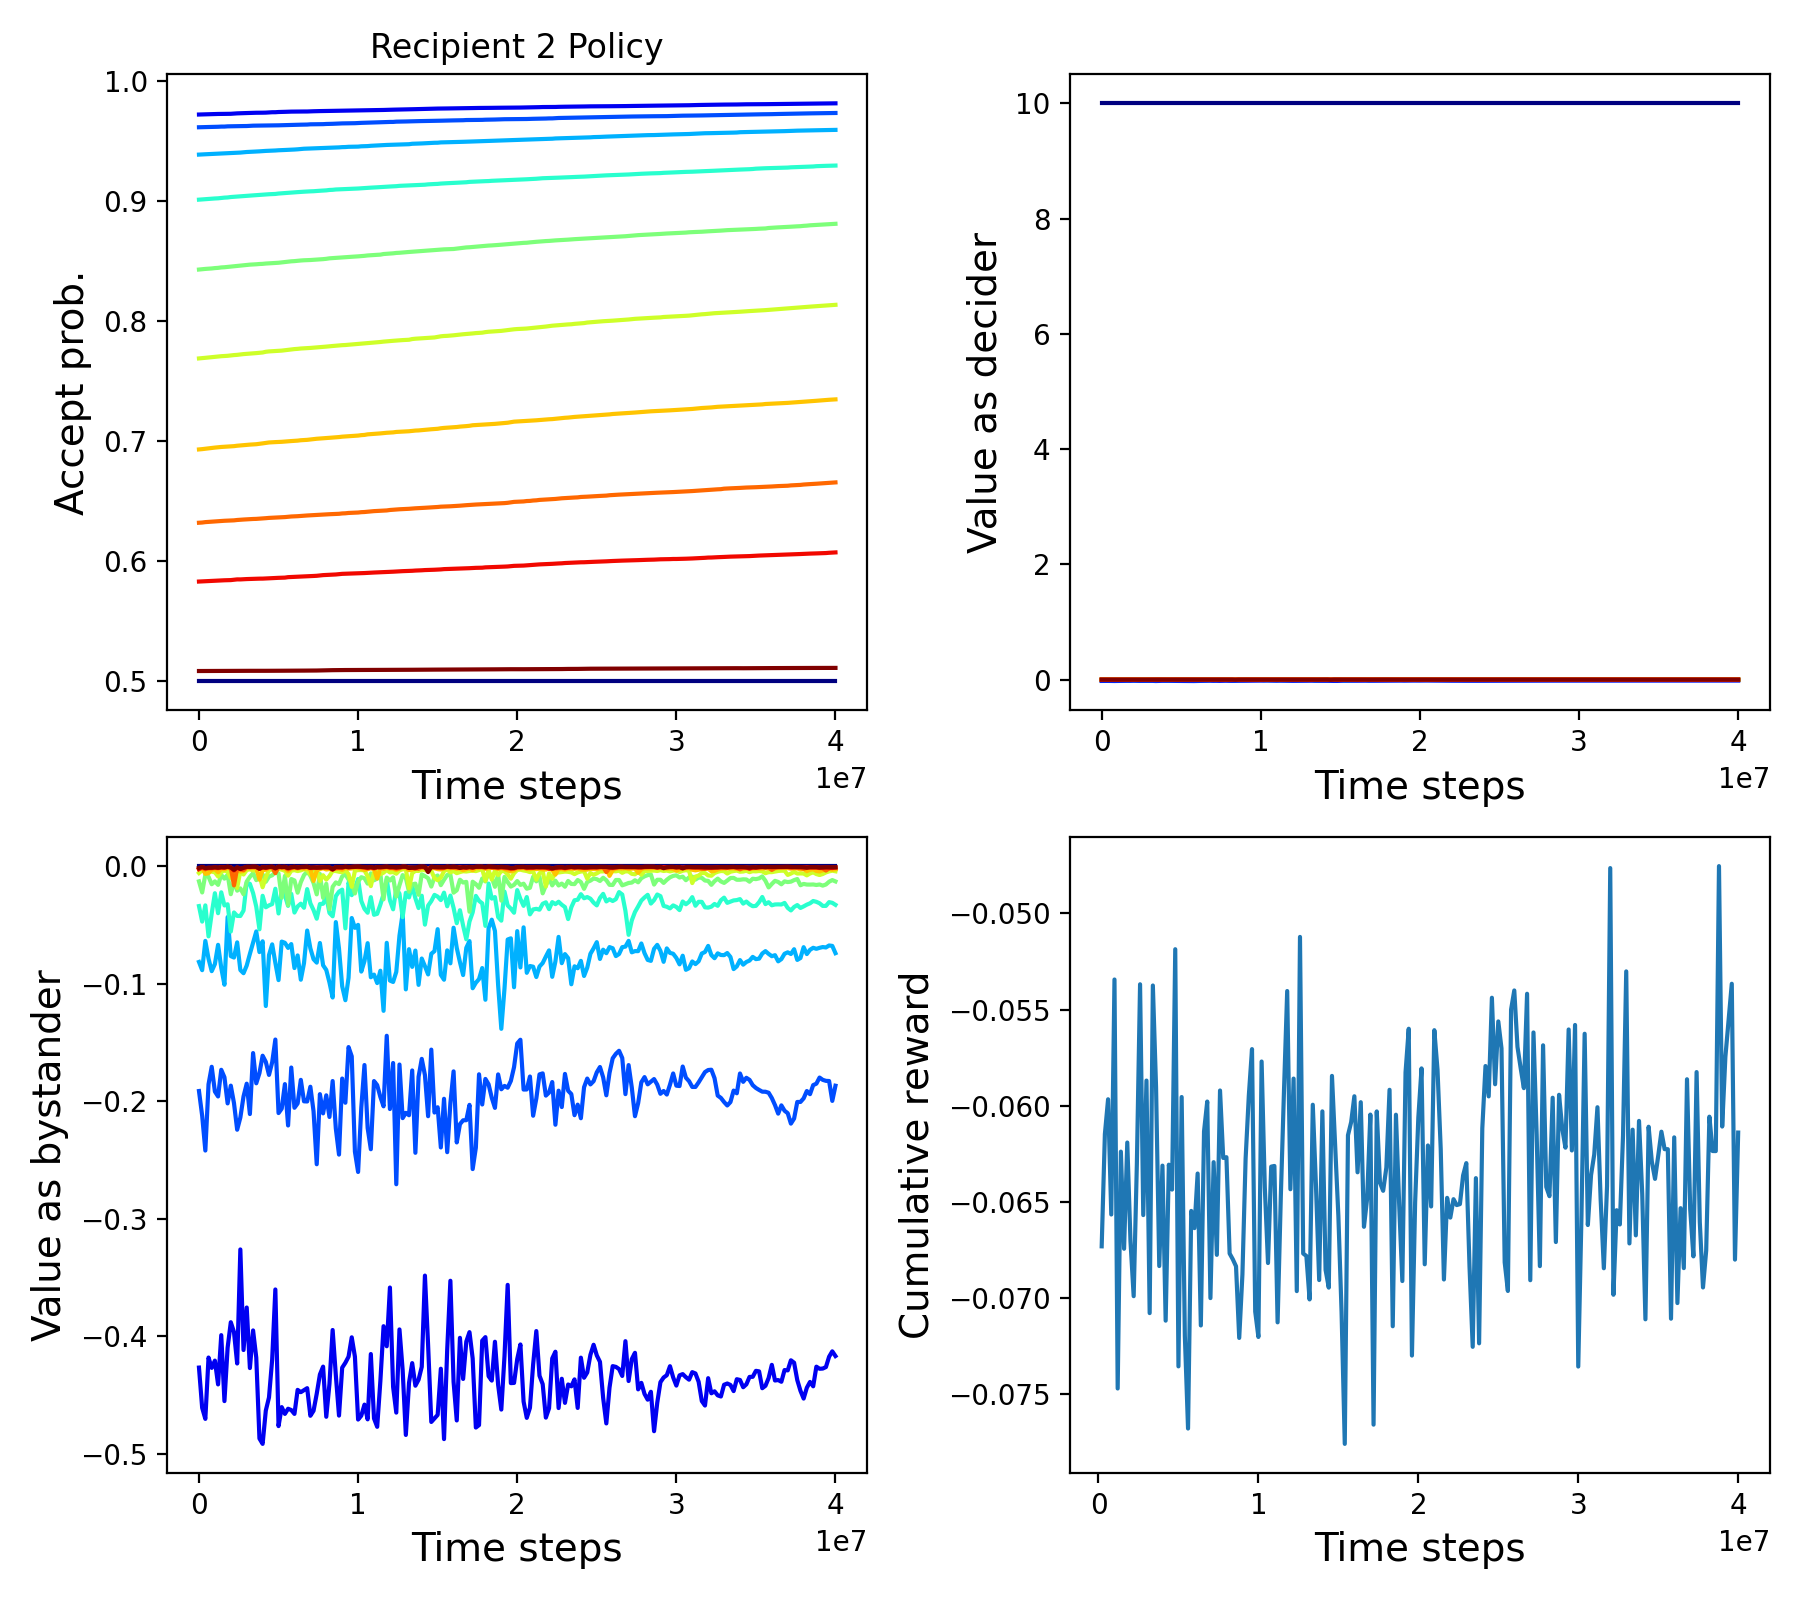 Recipient 2 Policy
Accept prob.
1.0
0.9
0.8
0.7
0.6
0.5
0 1 2 3 4
1e7
Time steps
Value as decider
10
8
6
4
2
0
0 1 2 3 4
1e7
Time steps
Value as bystander
0.0
−0.1
−0.2
−0.3
−0.4
−0.5
0 1 2 3 4
1e7
Time steps
Cumulative reward
−0.050
−0.055
−0.060
−0.065
−0.070
−0.075
0 1 2 3 4
1e7
Time steps